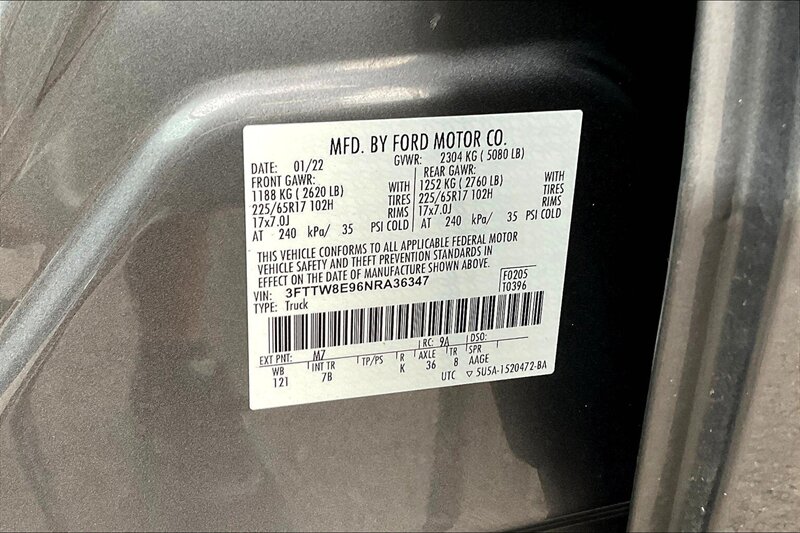 MFD. BY FORD MOTOR CO.
DATE: 01/22 GVWR: 2304 KG ( 5080 LB)
FRONT GAWR: REAR GAWR:
1188 KG ( 2620 LB) WITH 1252 KG ( 2760 LB) WITH
225/65R17 102H TIRES 225/65R17 102H TIRES
17x7.0J RIMS 17x7.0J RIMS
AT 240 kPa/ 35 PSI COLD AT 240 kPa/ 35 PSI COLD
THIS VEHICLE CONFORMS TO ALL APPLICABLE FEDERAL MOTOR
VEHICLE SAFETY AND THEFT PREVENTION STANDARDS IN
EFFECT ON THE DATE OF MANUFACTURE SHOWN ABOVE.
VIN: 3FTTW8E96NRA36347 F0205
TYPE: Truck T0396
EXT PNT: M7 RC: 9A DSO:
WB INT TR TP/PS R AXLE TR SPR
121 7B K 36 8 AAGE
UTC ▽ 5U5A-1520472-BA